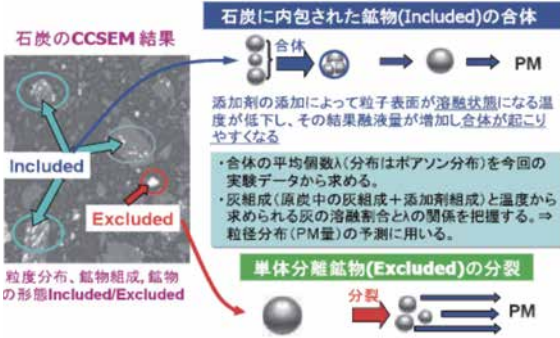 石炭のCCSEM 結果
Included
Excluded
粒度分布、鉱物組成、鉱物
の形態Included/Excluded
石炭に内包された鉱物(Included)の合体
合体
PM
添加剤の添加によって粒子表面が溶融状態になる温
度が低下し、その結果融液量が増加し合体が起こり
やすくなる
・合体の平均個数λ(分布はポアソン分布)を今回の
実験データから求める。
・灰組成(原炭中の灰組成+添加剤組成)と温度から
求められる灰の溶融割合とλの関係を把握する。⇒
粒径分布(PM量)の予測に用いる。
単体分離鉱物(Excluded)の分裂
分裂
PM